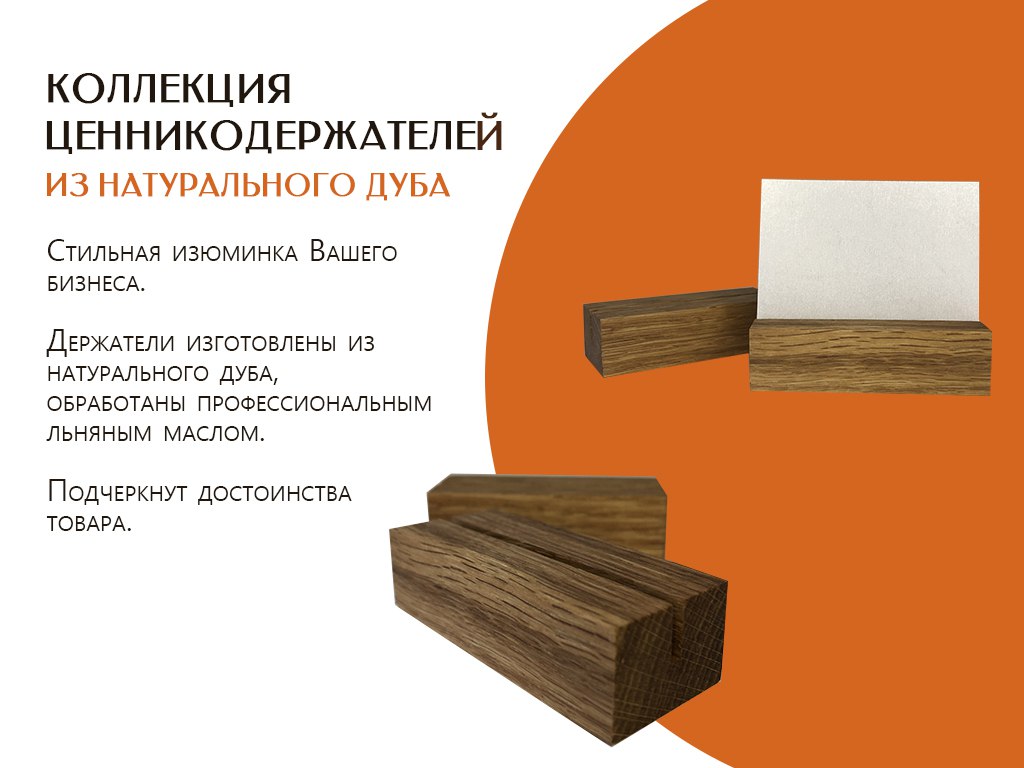 КОЛЛЕКЦИЯ
ЦЕННИКОДЕРЖАТЕЛЕЙ
ИЗ НАТУРАЛЬНОГО ДУБА
Стильная изюминка Вашего
бизнеса.
Держатели изготовлены из
натурального дуба,
обработаны профессиональным
льняным маслом.
Подчеркнут достоинства
товара.